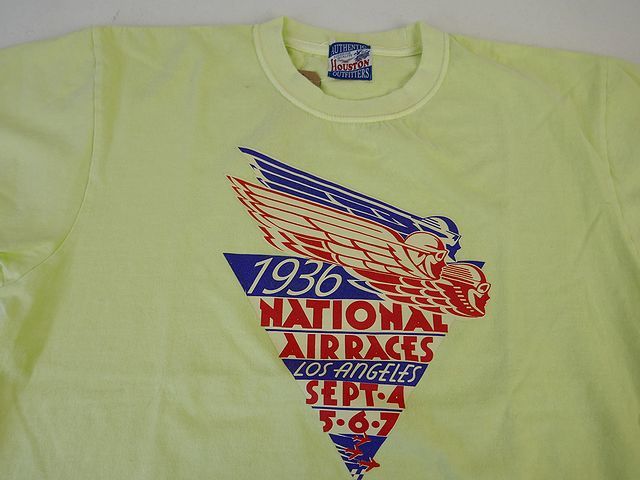 AUTHENTIC
HOUSTON
OUTFITTERS
1936
NATIONAL
AIR RACES
LOS ANGELES
SEPT·4
5·6·7